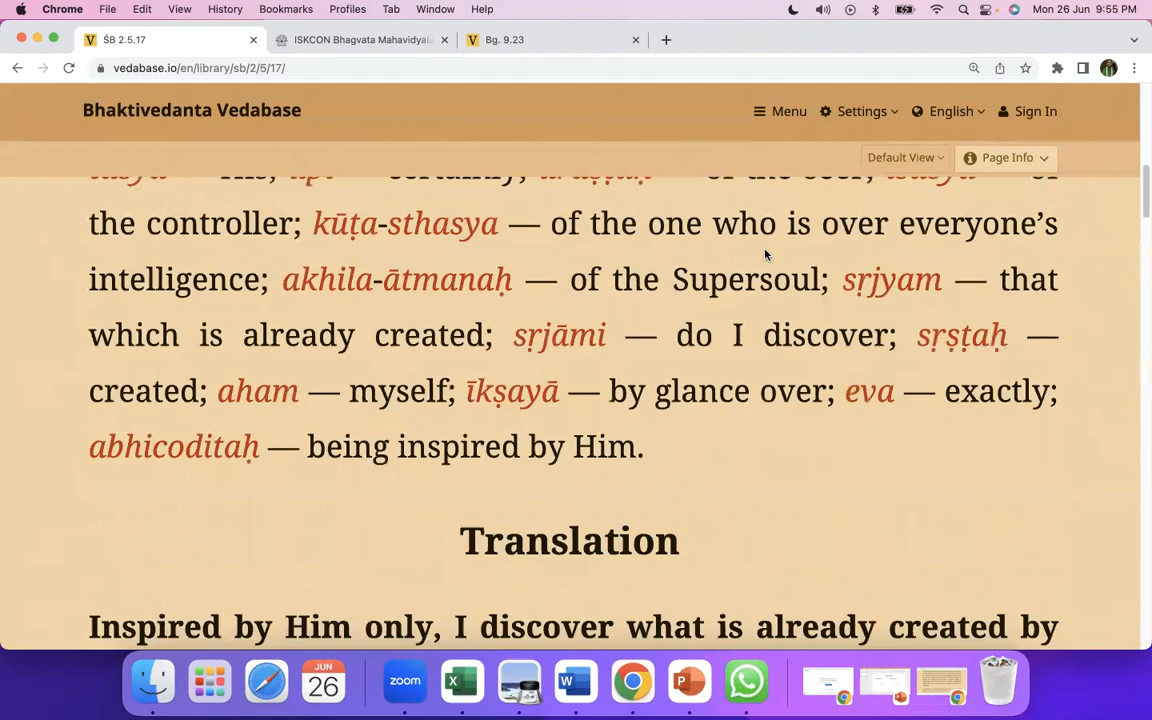 Chrome File Edit View History Bookmarks Profiles Tab Window Help Mon 26 Jun 9:55 PM
ŚB 2.5.17 ISKCON Bhagvata Mahavidyala Bg. 9.23
vedabase.io/en/library/sb/2/5/17/
Bhaktivedanta Vedabase Menu Settings English Sign In
Default View Page Info
the controller; kūṭa-sthasya — of the one who is over everyone’s
intelligence; akhila-ātmanaḥ — of the Supersoul; sṛjyam — that
which is already created; sṛjāmi — do I discover; sṛṣṭaḥ —
created; aham — myself; īkṣayā — by glance over; eva — exactly;
abhicoditaḥ — being inspired by Him.
Translation
Inspired by Him only, I discover what is already created by
JUN
26
zoom